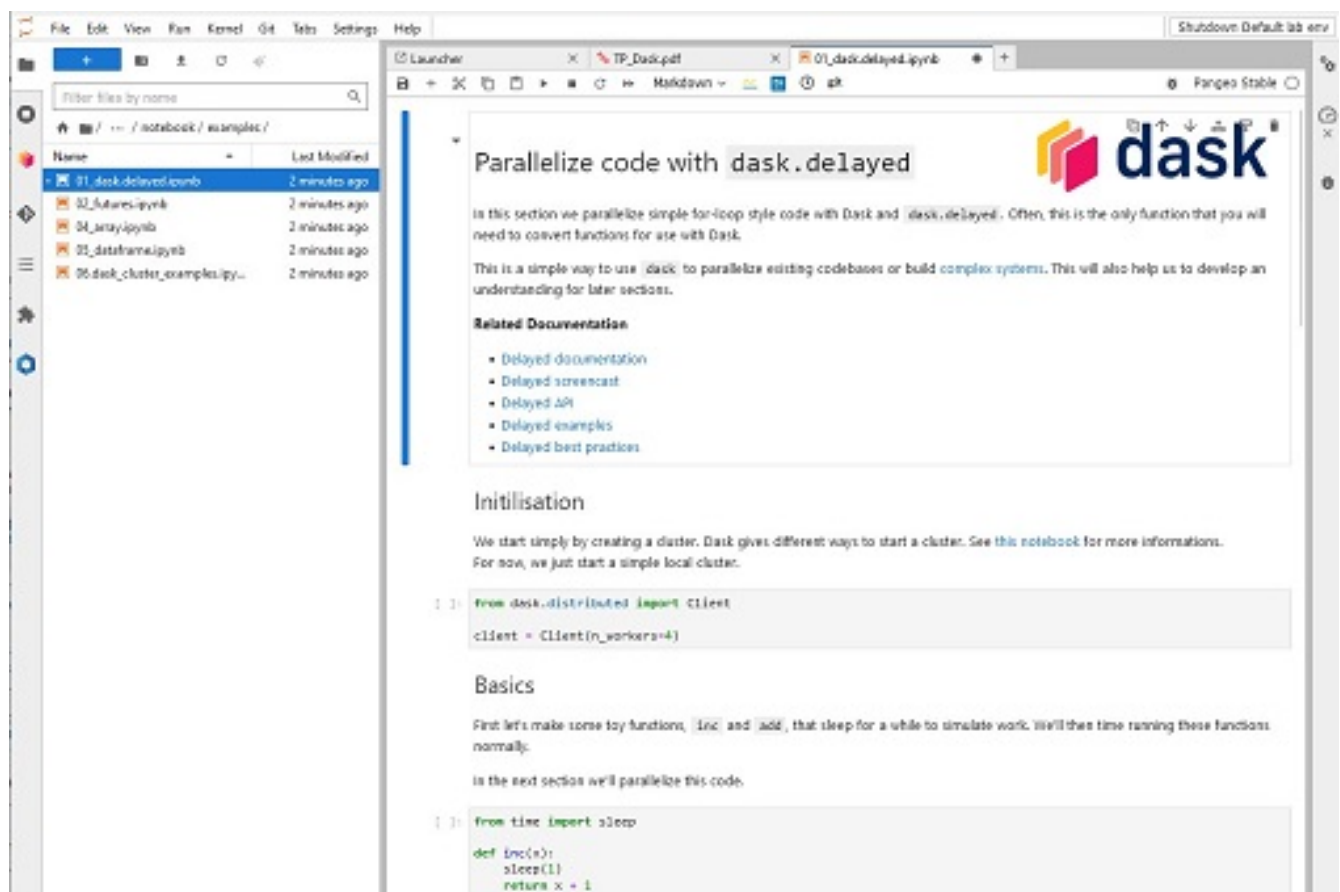 File Edit View Run Kernel Git Tabs Settings Help
Shutdown Default lab env
Launcher
TP_Dask.pdf
01_dask.delayed.ipynb
Filter files by name
Markdown
git
Pangeo Stable
/ ··· / notebook / examples /
Name Last Modified
01_dask.delayed.ipynb 2 minutes ago
02_futures.ipynb 2 minutes ago
04_array.ipynb 2 minutes ago
05_dataframe.ipynb 2 minutes ago
06.dask_cluster_examples.ipy... 2 minutes ago
Parallelize code with dask.delayed
dask
In this section we parallelize simple for-loop style code with Dask and dask.delayed. Often, this is the only function that you will
need to convert functions for use with Dask.
This is a simple way to use dask to parallelize existing codebases or build complex systems. This will also help us to develop an
understanding for later sections.
Related Documentation
• Delayed documentation
• Delayed screencast
• Delayed API
• Delayed examples
• Delayed best practices
Initilisation
We start simply by creating a cluster. Dask gives different ways to start a cluster. See this notebook for more informations.
For now, we just start a simple local cluster.
[ ]: from dask.distributed import Client
client = Client(n_workers=4)
Basics
First let's make some toy functions, inc and add, that sleep for a while to simulate work. We'll then time running these functions
normally.
In the next section we'll parallelize this code.
[ ]: from time import sleep
def inc(x):
sleep(1)
return x + 1